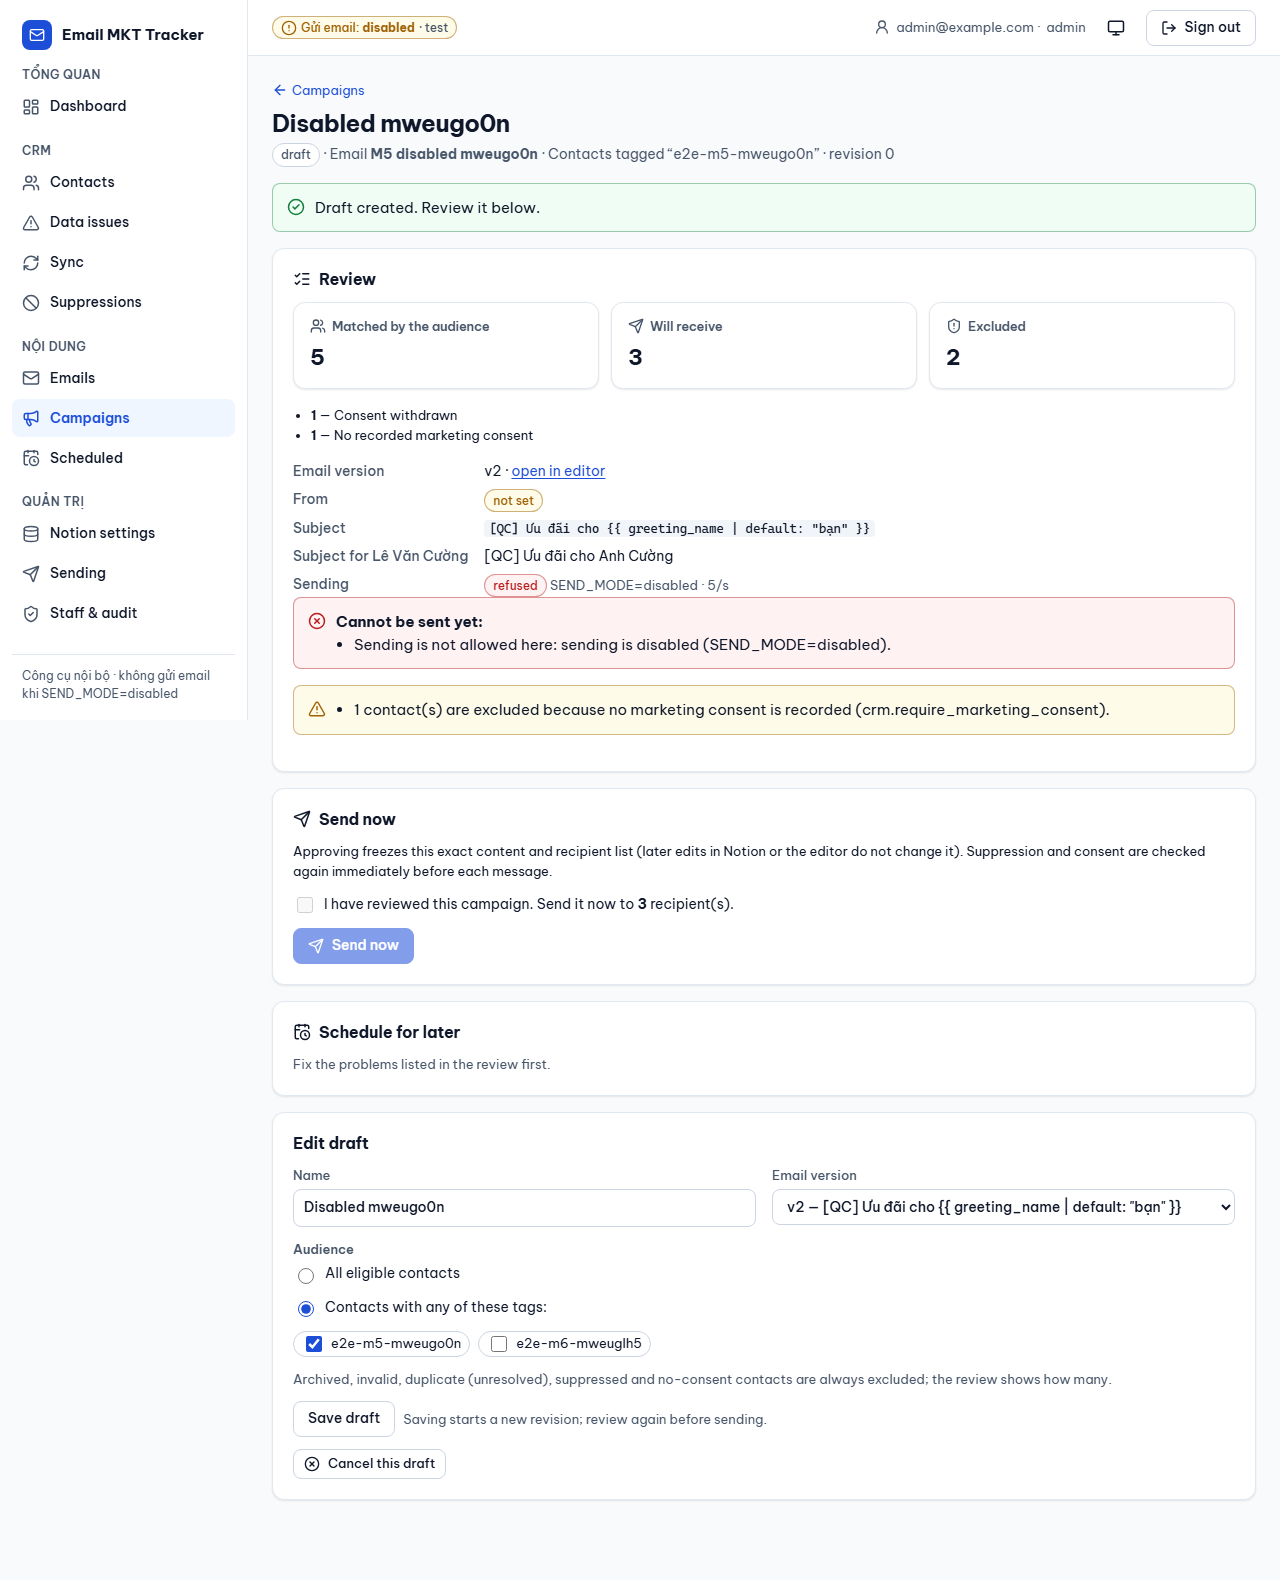 Email MKT Tracker
Gửi email: disabled · test
admin@example.com · admin
Sign out
TỔNG QUAN
Dashboard
CRM
Contacts
Data issues
Sync
Suppressions
NỘI DUNG
Emails
Campaigns
Scheduled
QUẢN TRỊ
Notion settings
Sending
Staff & audit
Công cụ nội bộ · không gửi email
khi SEND_MODE=disabled
Campaigns
Disabled mweugo0n
draft · Email M5 disabled mweugo0n · Contacts tagged “e2e-m5-mweugo0n” · revision 0
Draft created. Review it below.
Review
Matched by the audience
5
Will receive
3
Excluded
2
1 — Consent withdrawn
1 — No recorded marketing consent
Email version v2 · open in editor
From not set
Subject [QC] Ưu đãi cho {{ greeting_name | default: "bạn" }}
Subject for Lê Văn Cường [QC] Ưu đãi cho Anh Cường
Sending refused SEND_MODE=disabled · 5/s
Cannot be sent yet:
Sending is not allowed here: sending is disabled (SEND_MODE=disabled).
1 contact(s) are excluded because no marketing consent is recorded (crm.require_marketing_consent).
Send now
Approving freezes this exact content and recipient list (later edits in Notion or the editor do not change it). Suppression and consent are checked
again immediately before each message.
I have reviewed this campaign. Send it now to 3 recipient(s).
Send now
Schedule for later
Fix the problems listed in the review first.
Edit draft
Name
Disabled mweugo0n
Email version
v2 — [QC] Ưu đãi cho {{ greeting_name | default: "bạn" }}
Audience
All eligible contacts
Contacts with any of these tags:
e2e-m5-mweugo0n
e2e-m6-mweuglh5
Archived, invalid, duplicate (unresolved), suppressed and no-consent contacts are always excluded; the review shows how many.
Save draft
Saving starts a new revision; review again before sending.
Cancel this draft